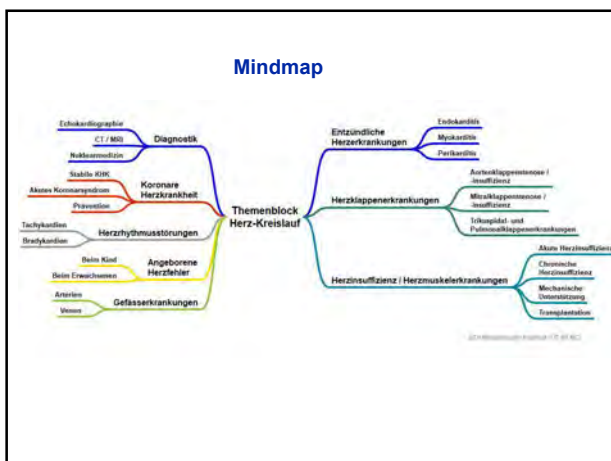 Mindmap
Echokardiographie
CT / MRI
Nuklearmedizin
Diagnostik
Stabile KHK
Akutes Koronarsyndrom
Prävention
Koronare
Herzkrankheit
Tachykardien
Bradykardien
Herzrhythmusstörungen
Beim Kind
Beim Erwachsenen
Angeborene
Herzfehler
Arterien
Venen
Gefässerkrankungen
Themenblock
Herz-Kreislauf
Entzündliche
Herzerkrankungen
Endokarditis
Myokarditis
Perikarditis
Herzklappenerkrankungen
Aortenklappenstenose /
-Insuffizienz
Mitralklappenstenose /
-Insuffizienz
Trikuspidal- und
Pulmonalklappenerkrankungen
Herzinsuffizienz / Herzmuskelerkrankungen
Akute Herzinsuffizienz
Chronische
Herzinsuffizienz
Mechanische
Unterstützung
Transplantation